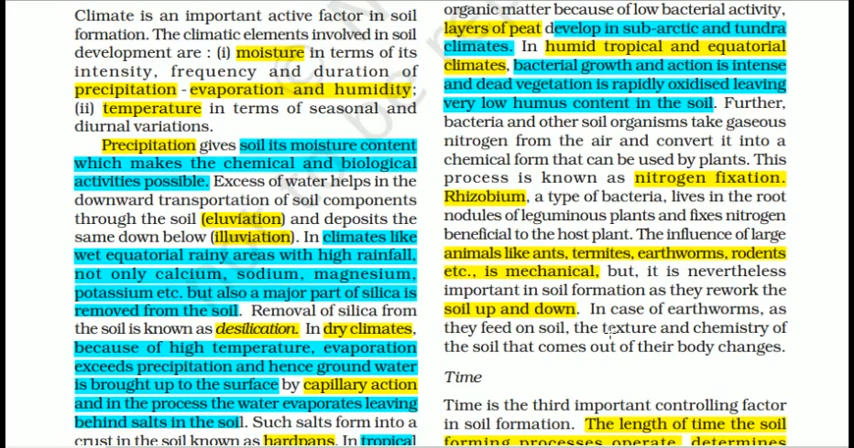 Climate is an important active factor in soil
formation. The climatic elements involved in soil
development are : (i) moisture in terms of its
intensity, frequency and duration of
precipitation - evaporation and humidity;
(ii) temperature in terms of seasonal and
diurnal variations.
Precipitation gives soil its moisture content
which makes the chemical and biological
activities possible. Excess of water helps in the
downward transportation of soil components
through the soil (eluviation) and deposits the
same down below (illuviation). In climates like
wet equatorial rainy areas with high rainfall,
not only calcium, sodium, magnesium,
potassium etc. but also a major part of silica is
removed from the soil. Removal of silica from
the soil is known as desilication. In dry climates,
because of high temperature, evaporation
exceeds precipitation and hence ground water
is brought up to the surface by capillary action
and in the process the water evaporates leaving
behind salts in the soil. Such salts form into a
crust in the soil known as hardpans. In tropical
organic matter because of low bacterial activity,
layers of peat develop in sub-arctic and tundra
climates. In humid tropical and equatorial
climates, bacterial growth and action is intense
and dead vegetation is rapidly oxidised leaving
very low humus content in the soil. Further,
bacteria and other soil organisms take gaseous
nitrogen from the air and convert it into a
chemical form that can be used by plants. This
process is known as nitrogen fixation.
Rhizobium, a type of bacteria, lives in the root
nodules of leguminous plants and fixes nitrogen
beneficial to the host plant. The influence of large
animals like ants, termites, earthworms, rodents
etc., is mechanical, but, it is nevertheless
important in soil formation as they rework the
soil up and down. In case of earthworms, as
they feed on soil, the texture and chemistry of
the soil that comes out of their body changes.
Time
Time is the third important controlling factor
in soil formation. The length of time the soil
forming processes operate, determines